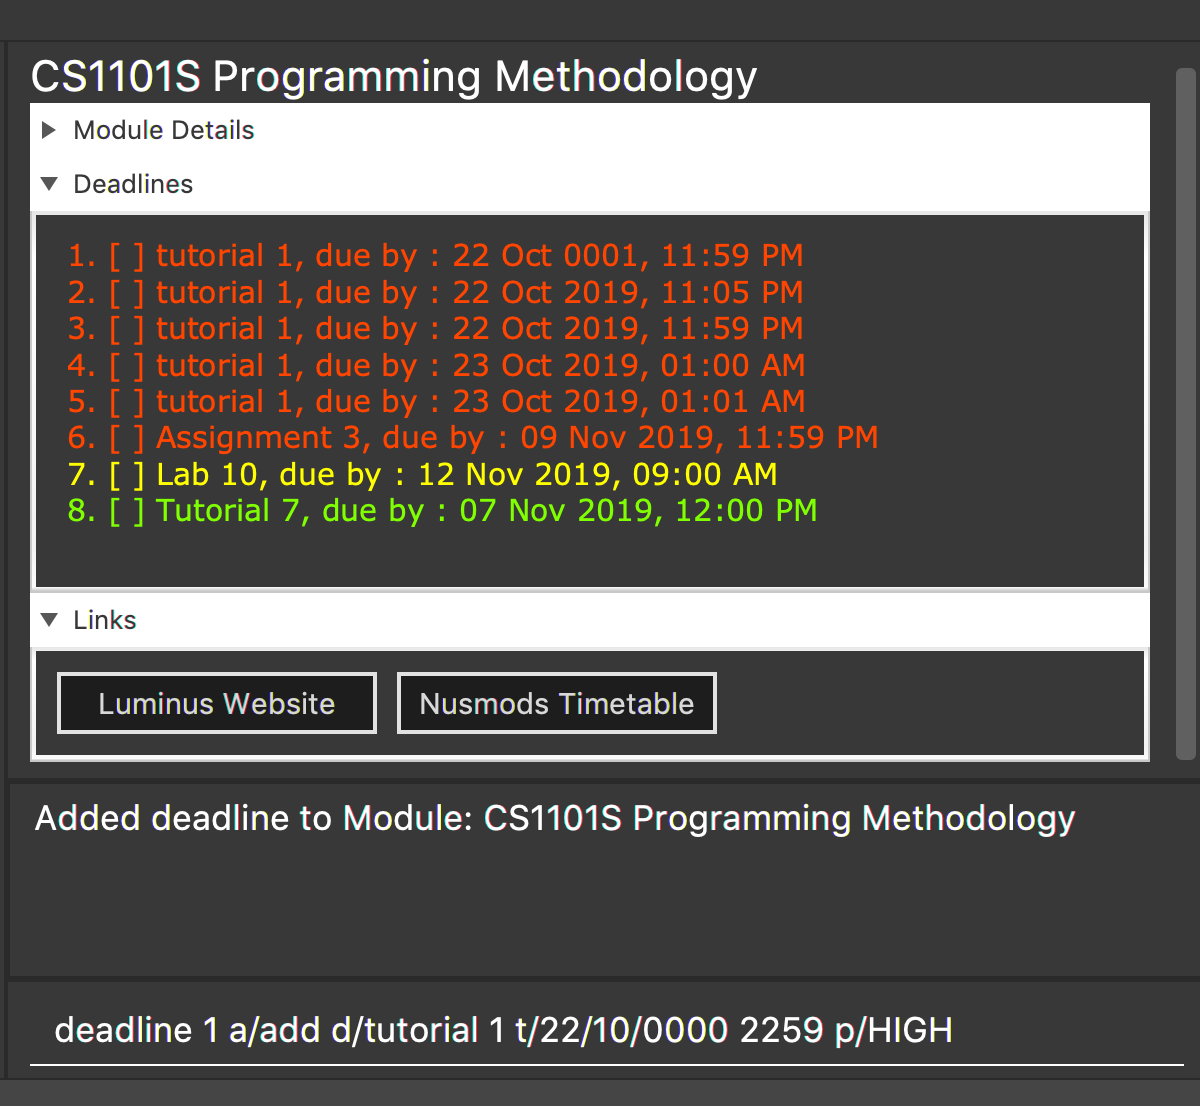 CS1101S Programming Methodology
Module Details
Deadlines
1. [ ] tutorial 1, due by : 22 Oct 0001, 11:59 PM
2. [ ] tutorial 1, due by : 22 Oct 2019, 11:05 PM
3. [ ] tutorial 1, due by : 22 Oct 2019, 11:59 PM
4. [ ] tutorial 1, due by : 23 Oct 2019, 01:00 AM
5. [ ] tutorial 1, due by : 23 Oct 2019, 01:01 AM
6. [ ] Assignment 3, due by : 09 Nov 2019, 11:59 PM
7. [ ] Lab 10, due by : 12 Nov 2019, 09:00 AM
8. [ ] Tutorial 7, due by : 07 Nov 2019, 12:00 PM
Links
Luminus Website
Nusmods Timetable
Added deadline to Module: CS1101S Programming Methodology
deadline 1 a/add d/tutorial 1 t/22/10/0000 2259 p/HIGH